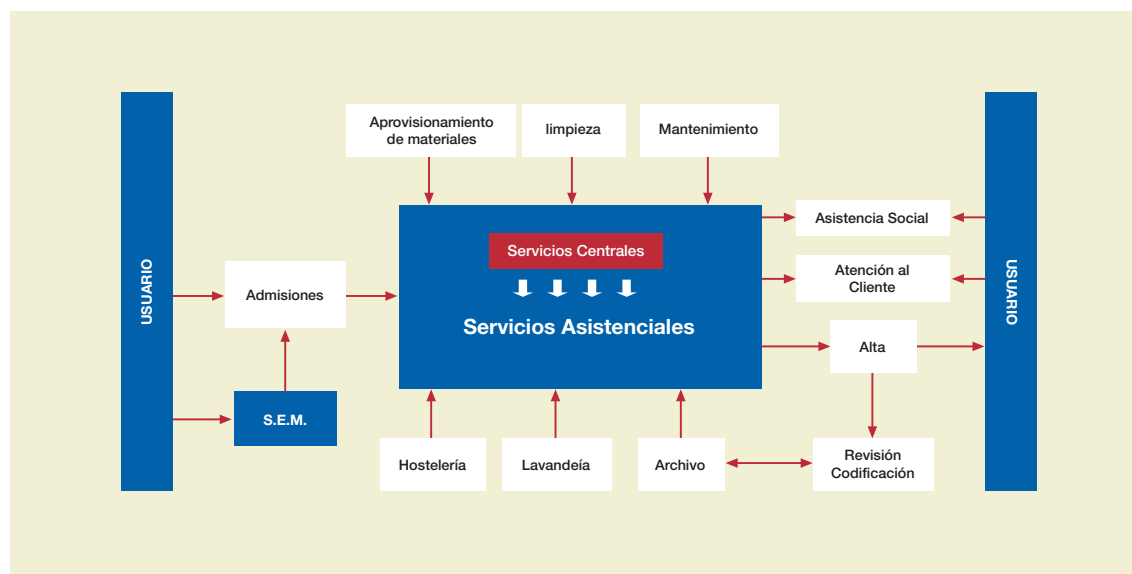 Aprovisionamiento
de materiales
limpieza
Mantenimiento
USUARIO
Admisiones
S.E.M.
Servicios Centrales
Servicios Asistenciales
Asistencia Social
Atención al
Cliente
Alta
USUARIO
Hostelería
Lavandeía
Archivo
Revisión
Codificación